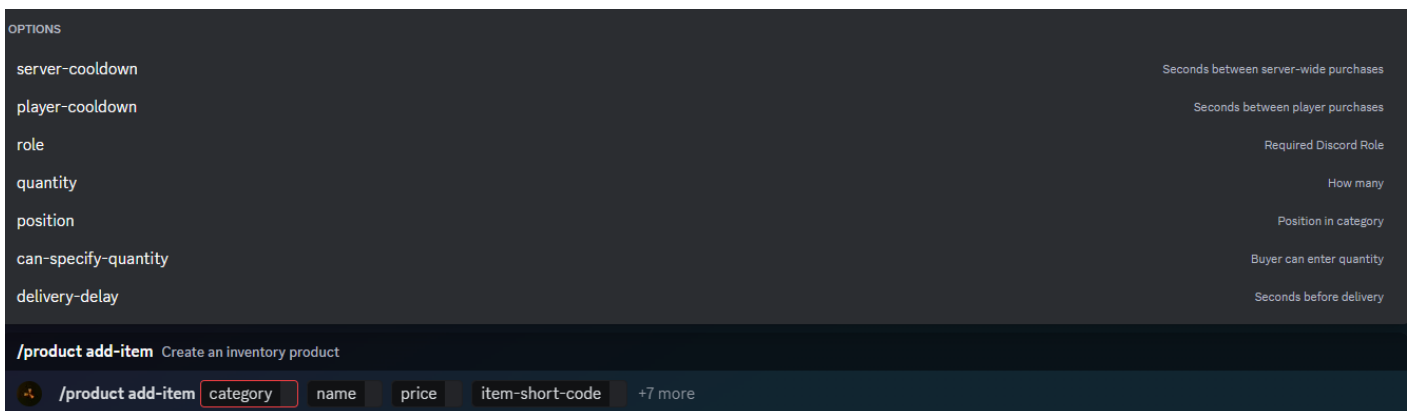 OPTIONS
server-cooldown Seconds between server-wide purchases
player-cooldown Seconds between player purchases
role Required Discord Role
quantity How many
position Position in category
can-specify-quantity Buyer can enter quantity
delivery-delay Seconds before delivery
/product add-item Create an inventory product
/product add-item category name price item-short-code +7 more